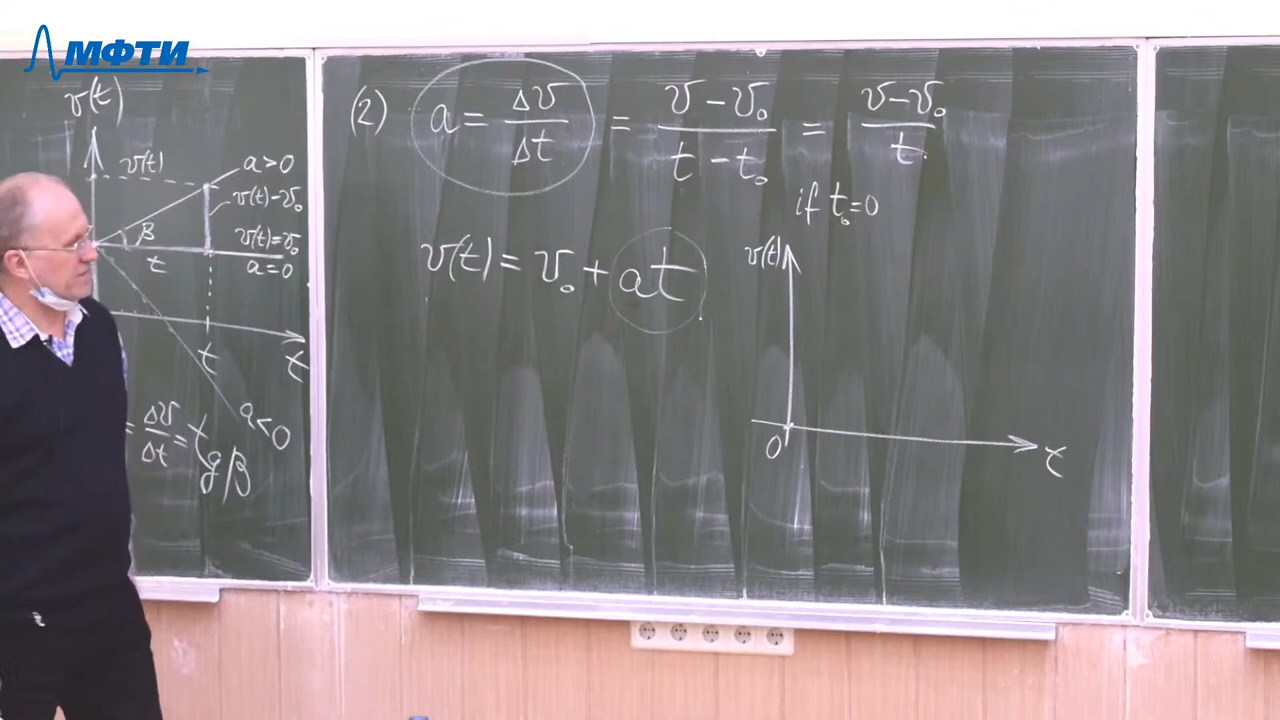 МФТИ
v(t)
v(t)
a>0
v(t)-v₀
β
v(t)=v₀
t
a=0
t
t
a<0
= Δv/Δt = tgβ
(2) a = Δv/Δt = (v-v₀)/(t-t₀) = (v-v₀)/t
if t₀=0
v(t) = v₀ + at
v(t)
0
t